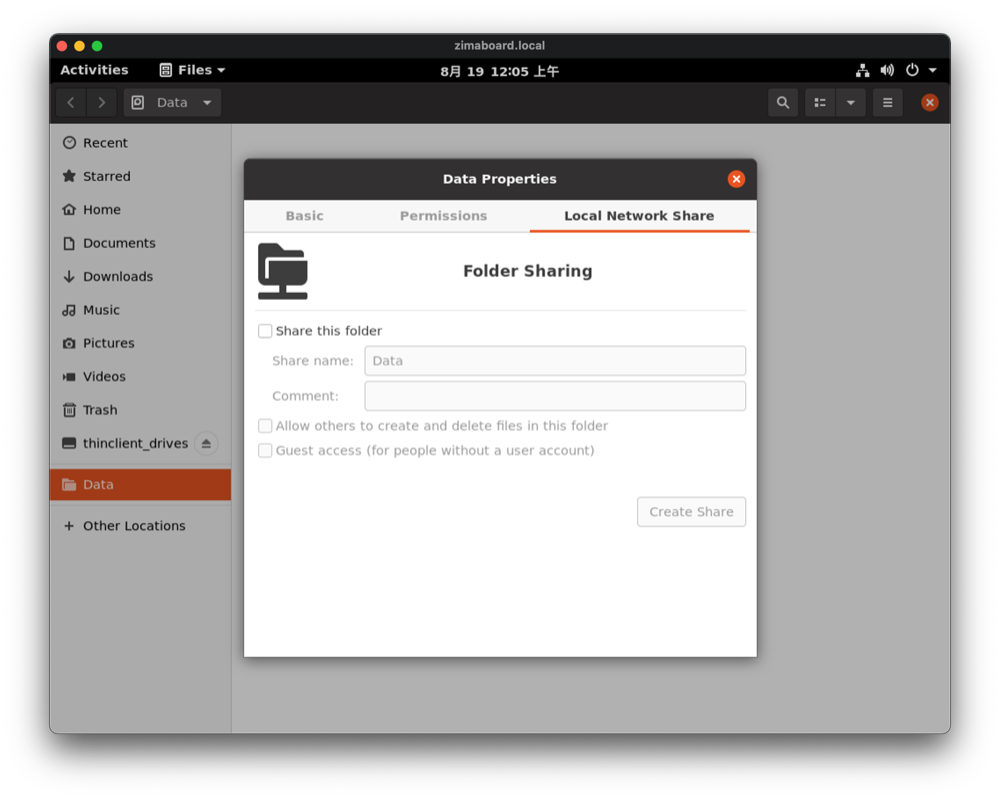 zimaboard.local
Activities Files 8月 19 12:05 上午
Data
Recent
Starred
Home
Documents
Downloads
Music
Pictures
Videos
Trash
thinclient_drives
Data
+ Other Locations
Data Properties
Basic Permissions Local Network Share
Folder Sharing
Share this folder
Share name: Data
Comment:
Allow others to create and delete files in this folder
Guest access (for people without a user account)
Create Share